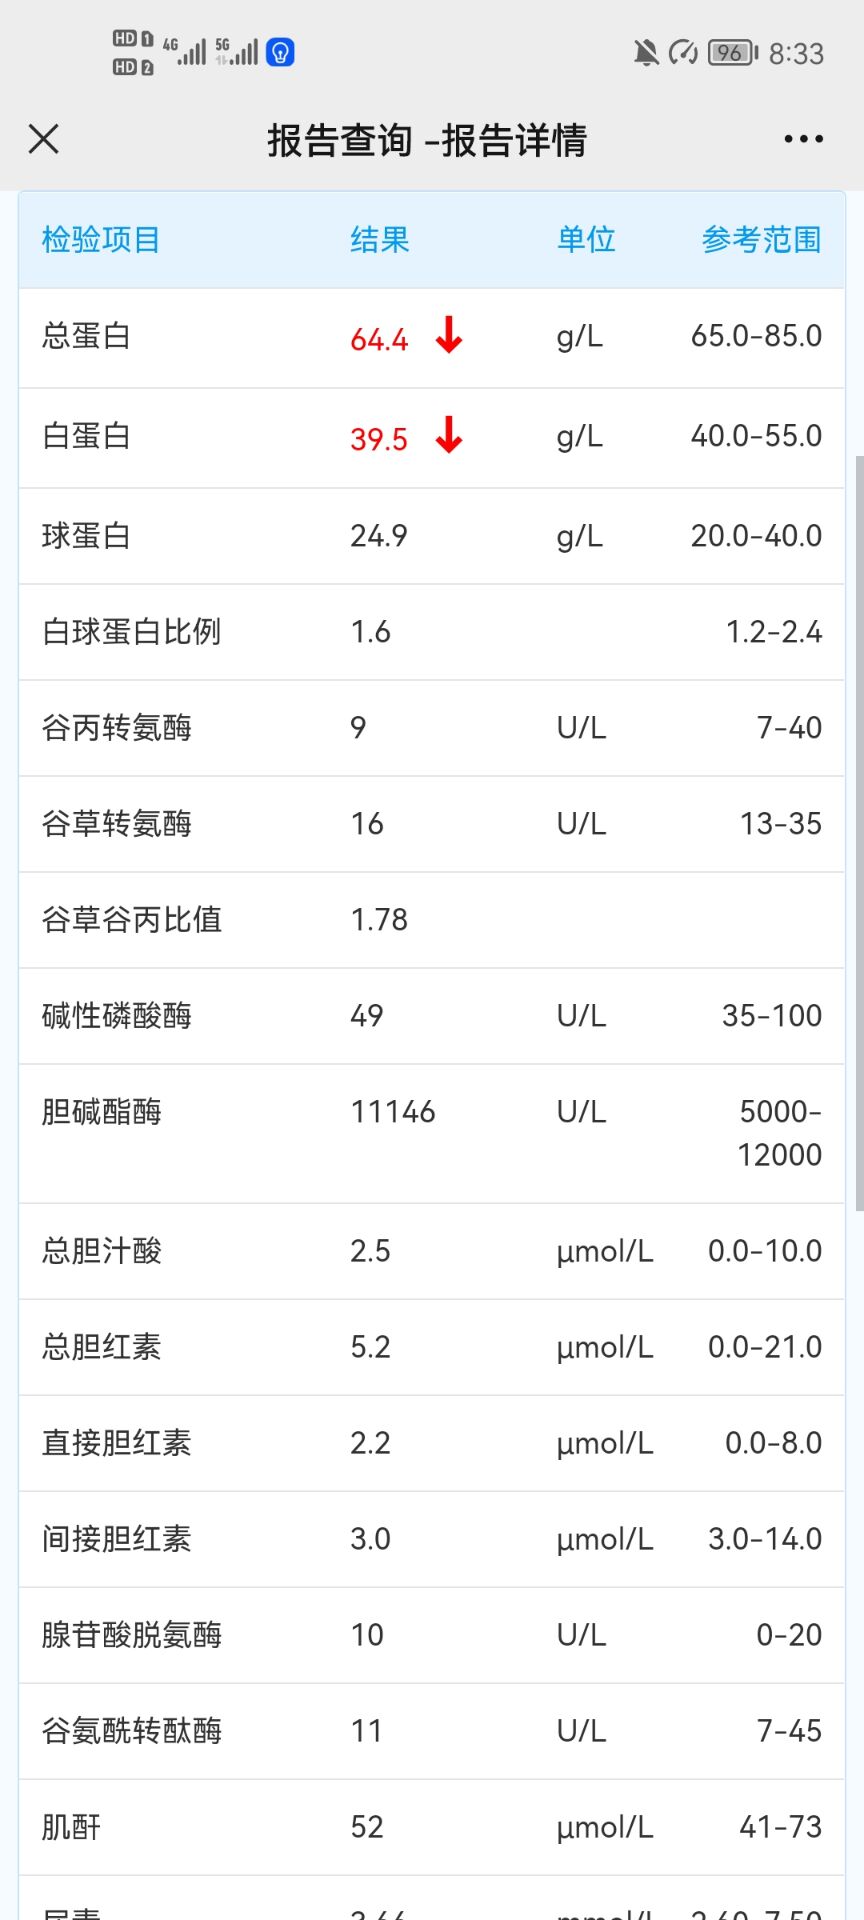 HD 1 4G 5G 96 8:33
HD 2
报告查询 -报告详情
检验项目 结果 单位 参考范围
总蛋白 64.4 ↓ g/L 65.0-85.0
白蛋白 39.5 ↓ g/L 40.0-55.0
球蛋白 24.9 g/L 20.0-40.0
白球蛋白比例 1.6 1.2-2.4
谷丙转氨酶 9 U/L 7-40
谷草转氨酶 16 U/L 13-35
谷草谷丙比值 1.78
碱性磷酸酶 49 U/L 35-100
胆碱酯酶 11146 U/L 5000-
12000
总胆汁酸 2.5 μmol/L 0.0-10.0
总胆红素 5.2 μmol/L 0.0-21.0
直接胆红素 2.2 μmol/L 0.0-8.0
间接胆红素 3.0 μmol/L 3.0-14.0
腺苷酸脱氨酶 10 U/L 0-20
谷氨酰转酞酶 11 U/L 7-45
肌酐 52 μmol/L 41-73
尿素 3.66 mmol/L 2.60-7.50